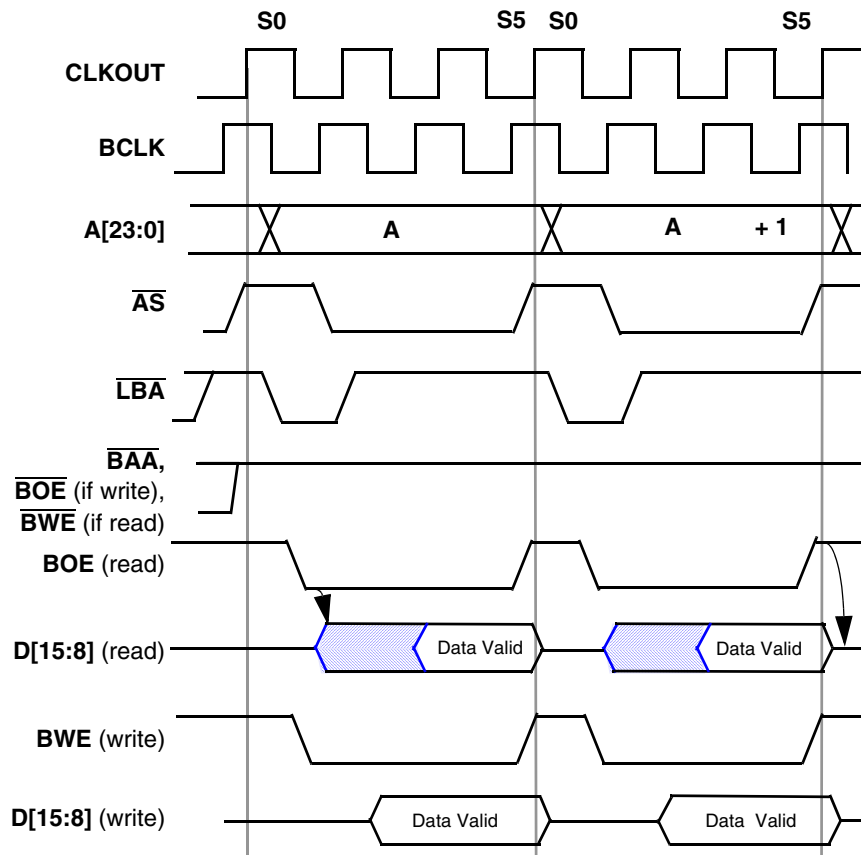 S0 S5 S0 S5
CLKOUT
BCLK
A[23:0] A A + 1
AS
LBA
BAA,
BOE (if write),
BWE (if read)
BOE (read)
D[15:8] (read) Data Valid Data Valid
BWE (write)
D[15:8] (write) Data Valid Data Valid